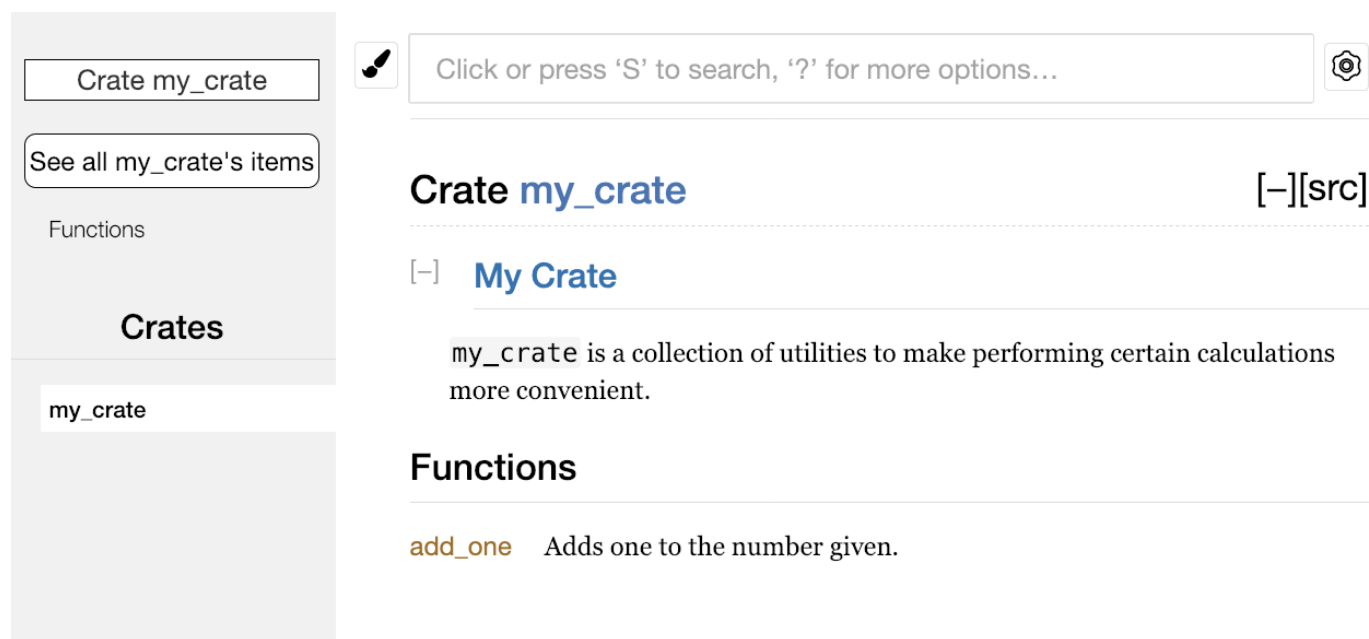 Crate my_crate
See all my_crate's items
Functions
Crates
my_crate
Click or press ‘S’ to search, ‘?’ for more options…
Crate my_crate [−][src]
[−] My Crate
my_crate is a collection of utilities to make performing certain calculations
more convenient.
Functions
add_one Adds one to the number given.